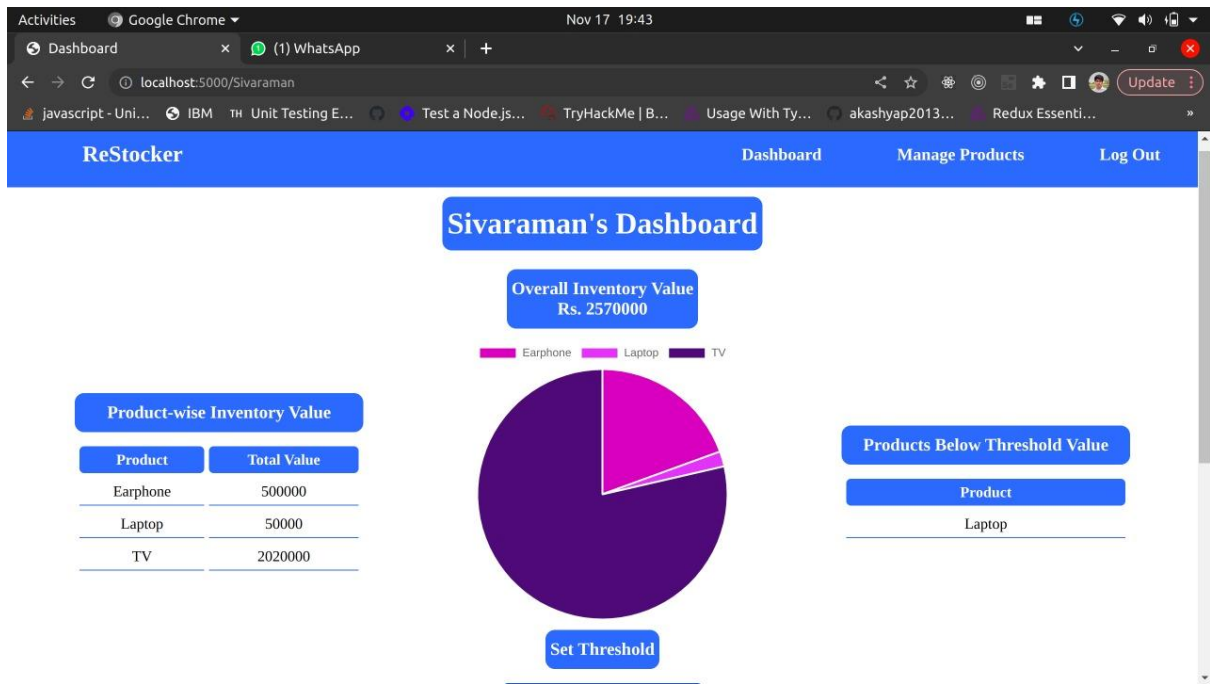 Activities Google Chrome Nov 17 19:43
Dashboard (1) WhatsApp
localhost:5000/Sivaraman Update
javascript - Uni... IBM TH Unit Testing E... Test a Node.js... TryHackMe | B... Usage With Ty... akashyap2013... Redux Essenti... »
ReStocker Dashboard Manage Products Log Out
Sivaraman's Dashboard
Overall Inventory Value
Rs. 2570000
Earphone Laptop TV
Product-wise Inventory Value
Product Total Value
Earphone 500000
Laptop 50000
TV 2020000
Products Below Threshold Value
Product
Laptop
Set Threshold